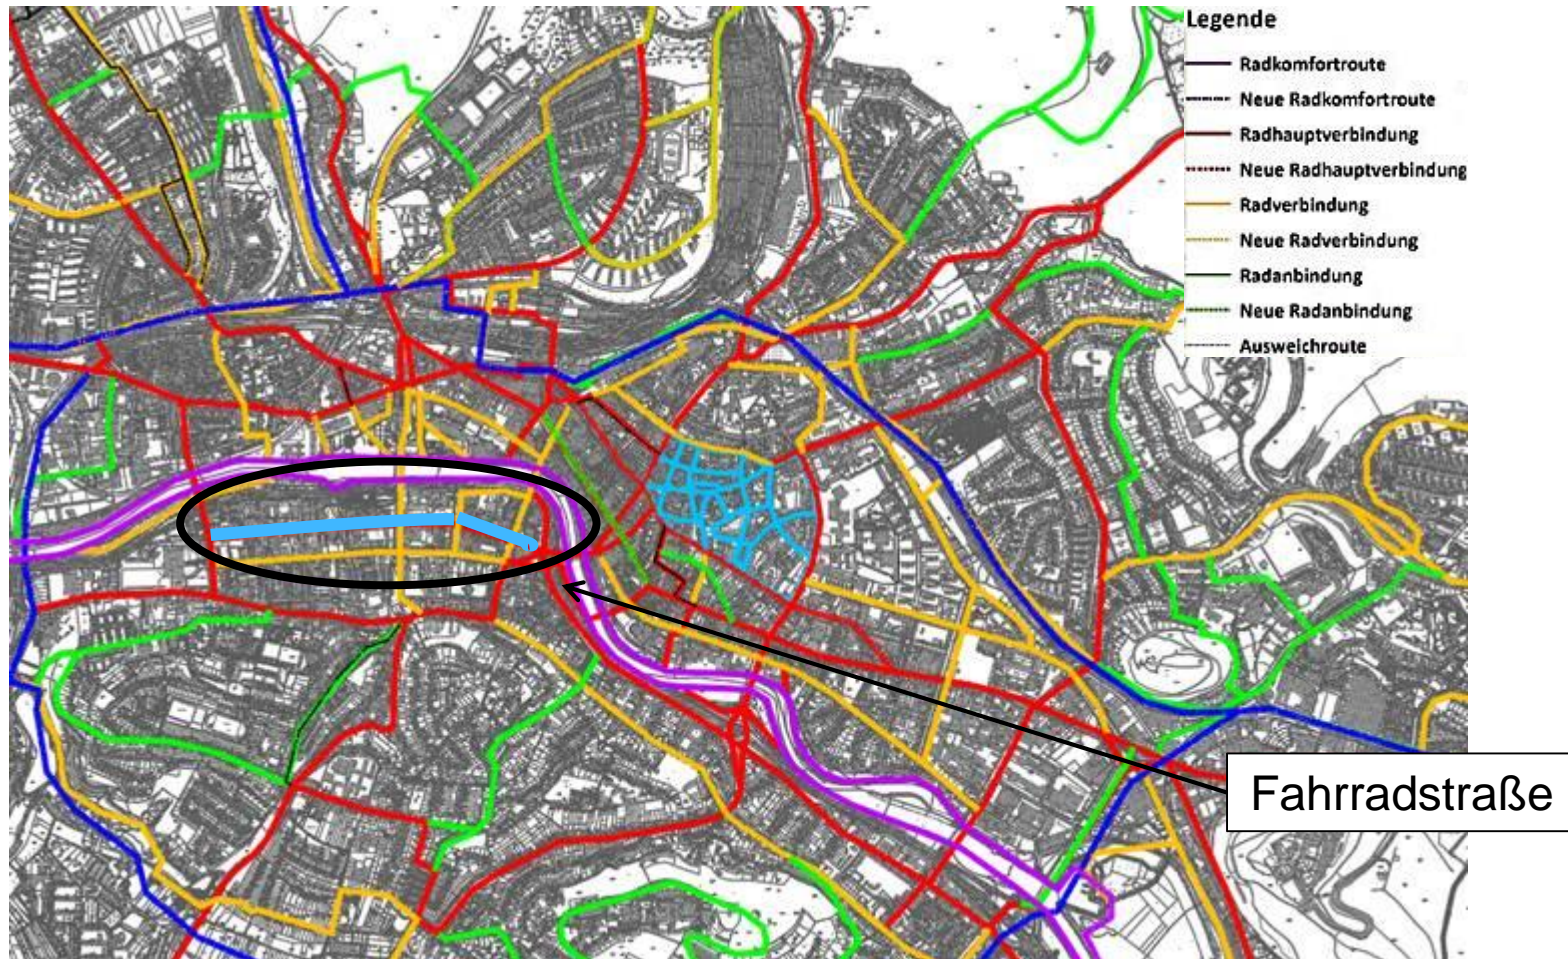 Legende
Radkomfortroute
Neue Radkomfortroute
Radhauptverbindung
Neue Radhauptverbindung
Radverbindung
Neue Radverbindung
Radanbindung
Neue Radanbindung
Ausweichroute
Fahrradstraße